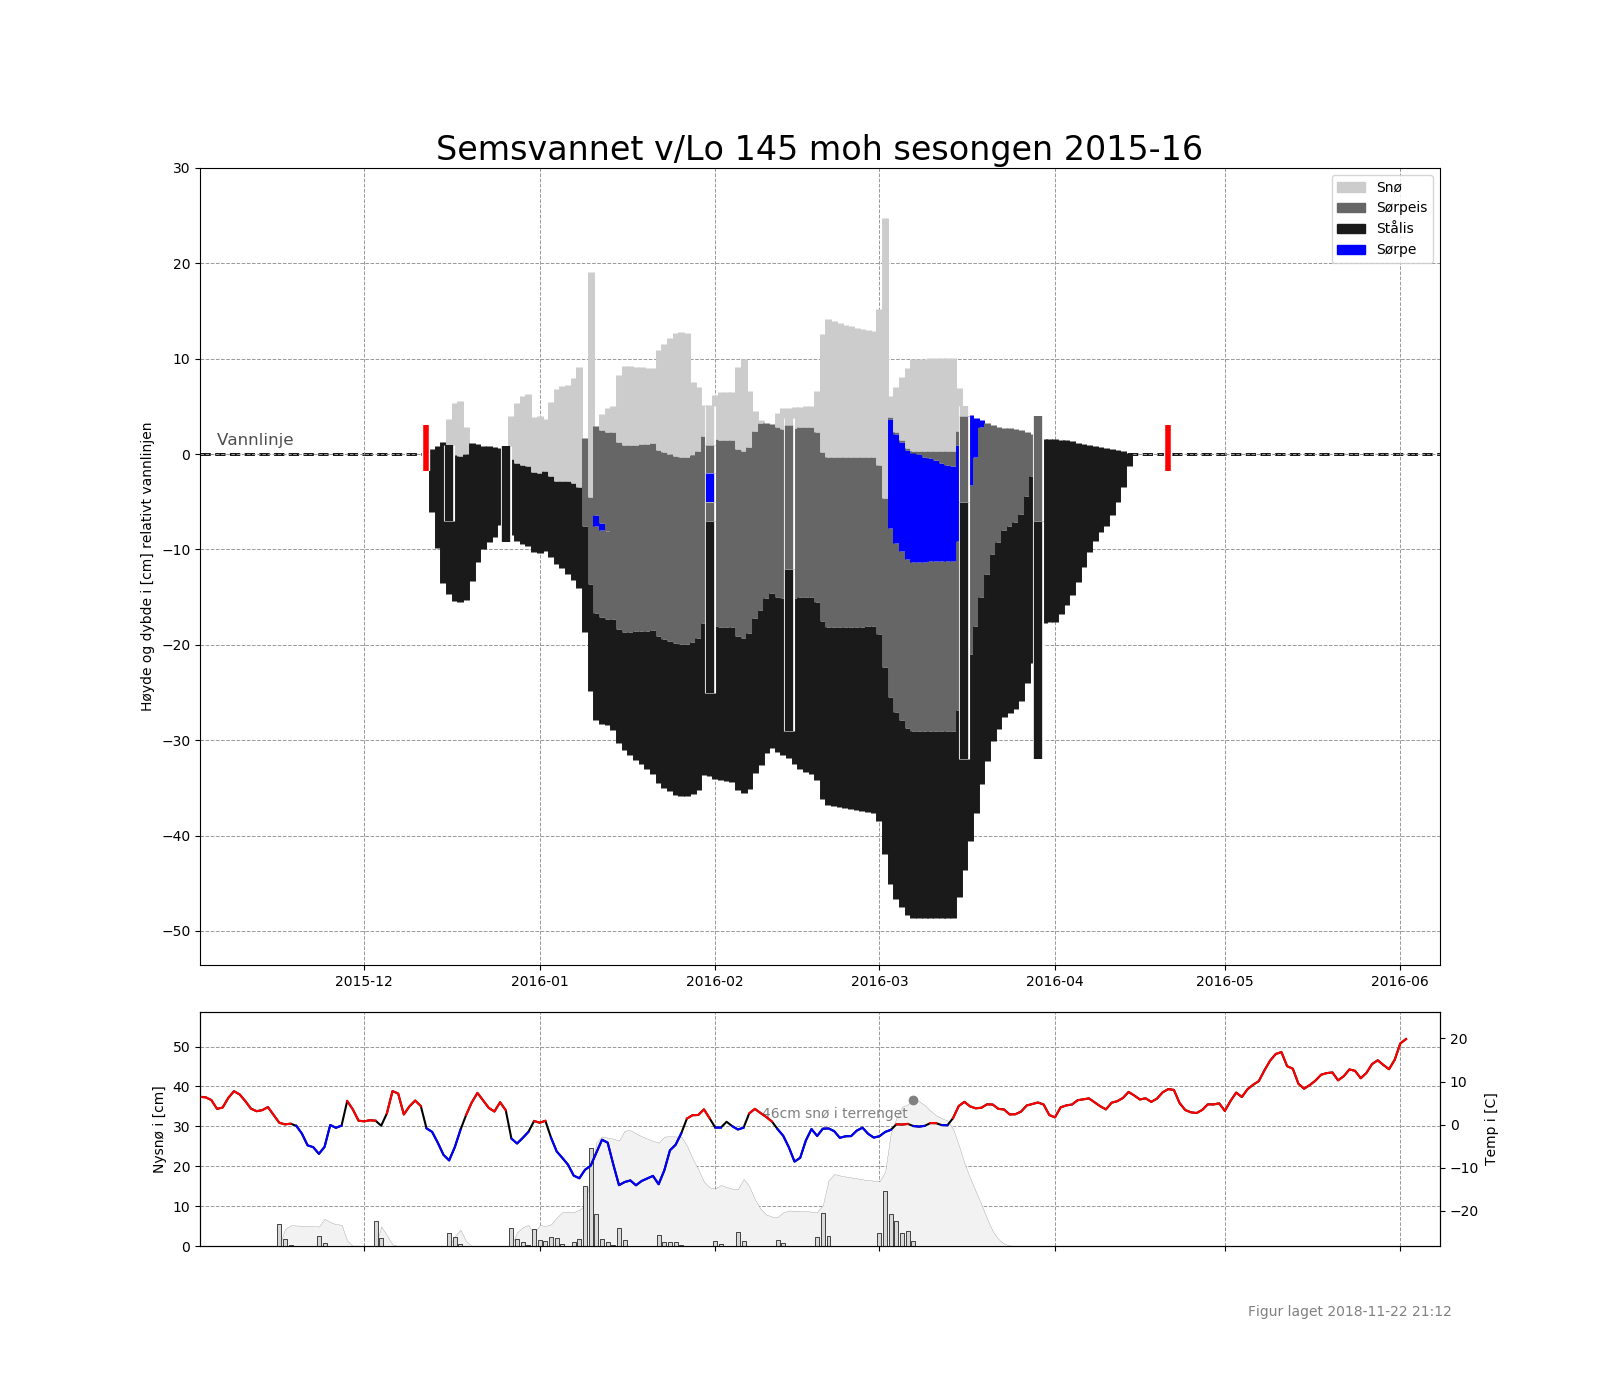 Semsvannet v/Lo 145 moh sesongen 2015-16
Høyde og dybde i [cm] relativt vannlinjen
30
20
10
0
−10
−20
−30
−40
−50
Vannlinje
Snø
Sørpeis
Stålis
Sørpe
2015-12
2016-01
2016-02
2016-03
2016-04
2016-05
2016-06
Nysnø i [cm]
50
40
30
20
10
0
46cm snø i terrenget
20
10
0
−10
−20
Temp i [C]
Figur laget 2018-11-22 21:12